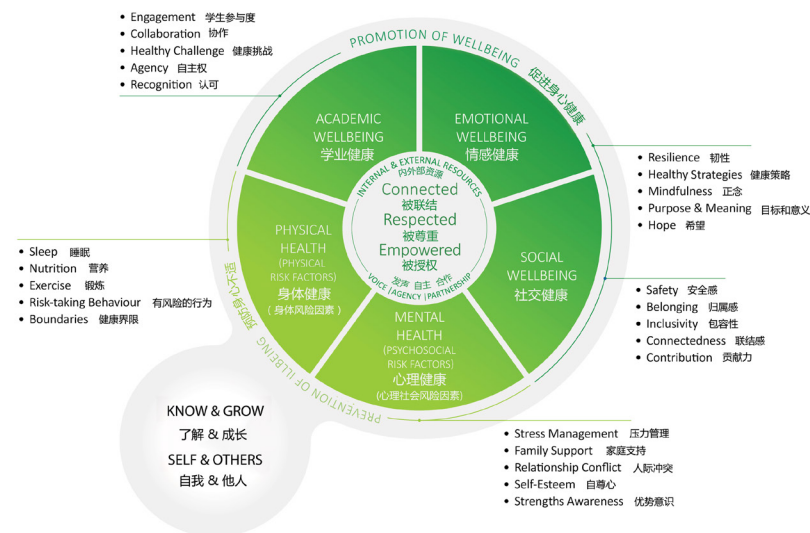 • Engagement 学生参与度
• Collaboration 协作
• Healthy Challenge 健康挑战
• Agency 自主权
• Recognition 认可
PROMOTION OF WELLBEING 促进身心健康
ACADEMIC
WELLBEING
学业健康
EMOTIONAL
WELLBEING
情感健康
• Resilience 韧性
• Healthy Strategies 健康策略
• Mindfulness 正念
• Purpose & Meaning 目标和意义
• Hope 希望
INTERNAL & EXTERNAL RESOURCES
内外部资源
Connected
被联结
Respected
被尊重
Empowered
被授权
发声 自主 合作
VOICE | AGENCY | PARTNERSHIP
PHYSICAL
HEALTH
(PHYSICAL
RISK FACTORS)
身体健康
(身体风险因素)
SOCIAL
WELLBEING
社交健康
• Sleep 睡眠
• Nutrition 营养
• Exercise 锻炼
• Risk-taking Behaviour 有风险的行为
• Boundaries 健康界限
• Safety 安全感
• Belonging 归属感
• Inclusivity 包容性
• Connectedness 联结感
• Contribution 贡献力
MENTAL
HEALTH
(PSYCHOSOCIAL
RISK FACTORS)
心理健康
(心理社会风险因素)
PREVENTION OF ILLBEING 预防身心不适
KNOW & GROW
了解 & 成长
SELF & OTHERS
自我 & 他人
• Stress Management 压力管理
• Family Support 家庭支持
• Relationship Conflict 人际冲突
• Self-Esteem 自尊心
• Strengths Awareness 优势意识